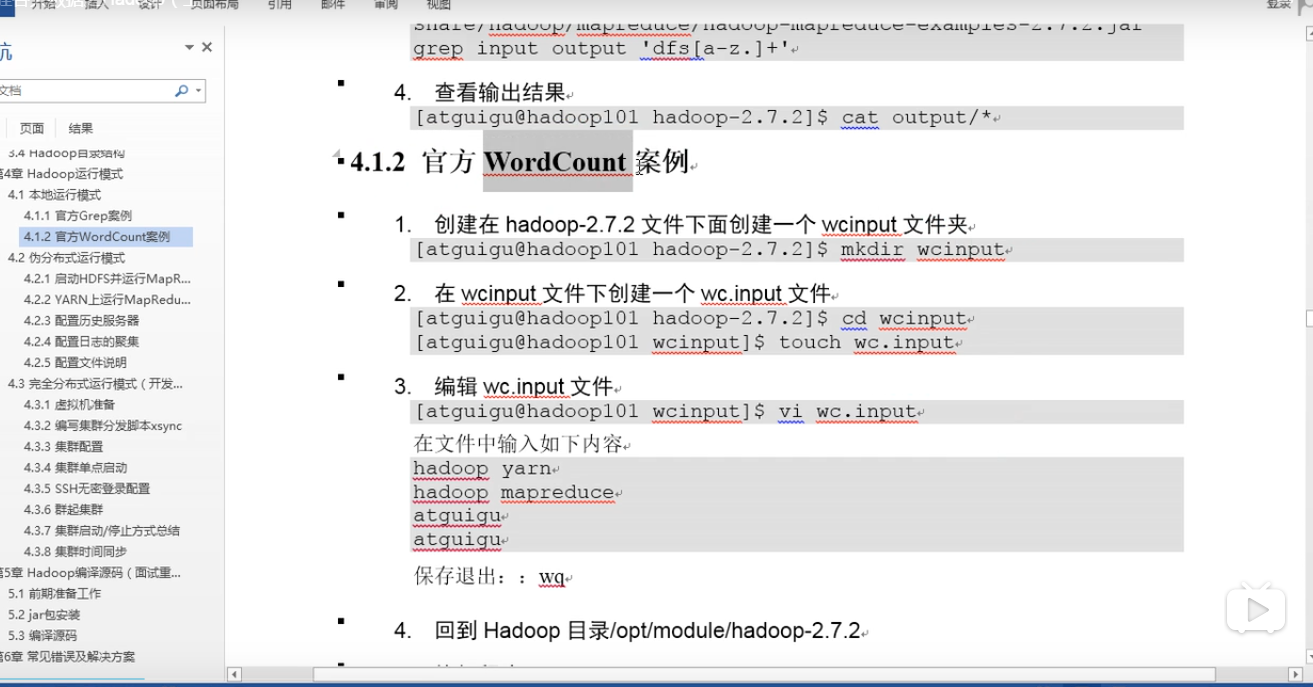 开始 插入 设计 页面布局 引用 邮件 审阅 视图 登录
航
文档
页面 结果
3.4 Hadoop目录结构
第4章 Hadoop运行模式
4.1 本地运行模式
4.1.1 官方Grep案例
4.1.2 官方WordCount案例
4.2 伪分布式运行模式
4.2.1 启动HDFS并运行MapR...
4.2.2 YARN上运行MapRedu...
4.2.3 配置历史服务器
4.2.4 配置日志的聚集
4.2.5 配置文件说明
4.3 完全分布式运行模式（开发...
4.3.1 虚拟机准备
4.3.2 编写集群分发脚本xsync
4.3.3 集群配置
4.3.4 集群单点启动
4.3.5 SSH无密登录配置
4.3.6 群起集群
4.3.7 集群启动/停止方式总结
4.3.8 集群时间同步
第5章 Hadoop编译源码（面试重...
5.1 前期准备工作
5.2 jar包安装
5.3 编译源码
第6章 常见错误及解决方案
share/hadoop/mapreduce/hadoop-mapreduce-examples-2.7.2.jar
grep input output 'dfs[a-z.]+'
4. 查看输出结果
[atguigu@hadoop101 hadoop-2.7.2]$ cat output/*
4.1.2 官方 WordCount 案例
1. 创建在 hadoop-2.7.2 文件下面创建一个 wcinput 文件夹
[atguigu@hadoop101 hadoop-2.7.2]$ mkdir wcinput
2. 在 wcinput 文件下创建一个 wc.input 文件
[atguigu@hadoop101 hadoop-2.7.2]$ cd wcinput
[atguigu@hadoop101 wcinput]$ touch wc.input
3. 编辑 wc.input 文件
[atguigu@hadoop101 wcinput]$ vi wc.input
在文件中输入如下内容
hadoop yarn
hadoop mapreduce
atguigu
atguigu
保存退出：：wq
4. 回到 Hadoop 目录/opt/module/hadoop-2.7.2